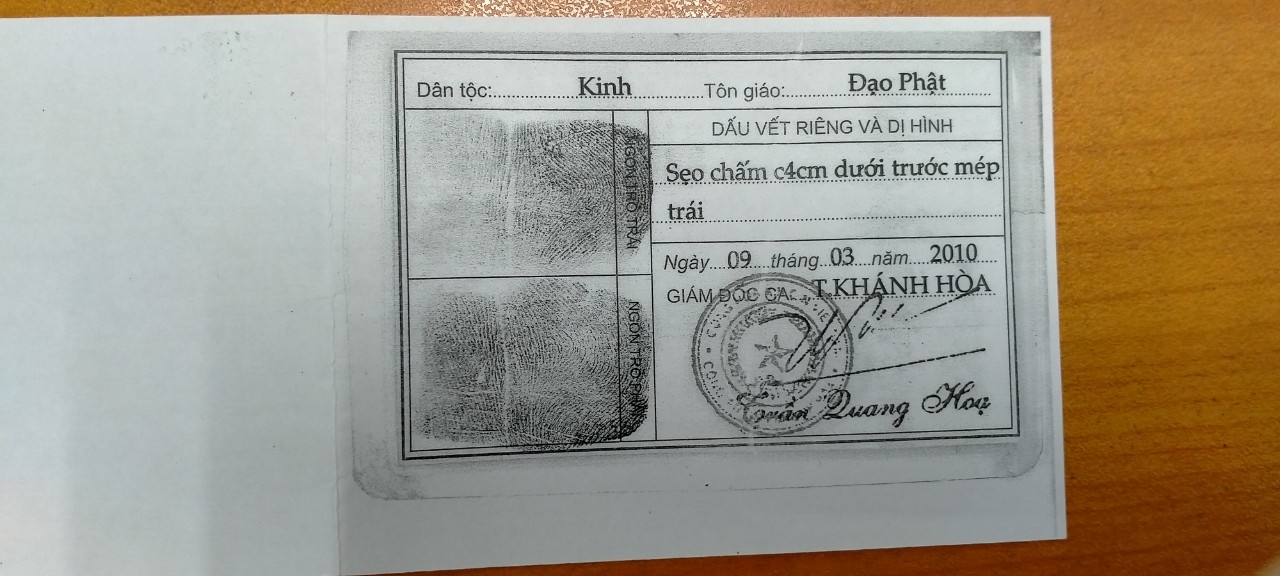 Dân tộc: Kinh Tôn giáo: Đạo Phật
NGÓN TRỎ TRÁI
DẤU VẾT RIÊNG VÀ DỊ HÌNH
Sẹo chấm c4cm dưới trước mép
trái
Ngày 09 tháng 03 năm 2010
GIÁM ĐỐC CA T.KHÁNH HÒA
NGÓN TRỎ PHẢI
Trần Quang Hoạ